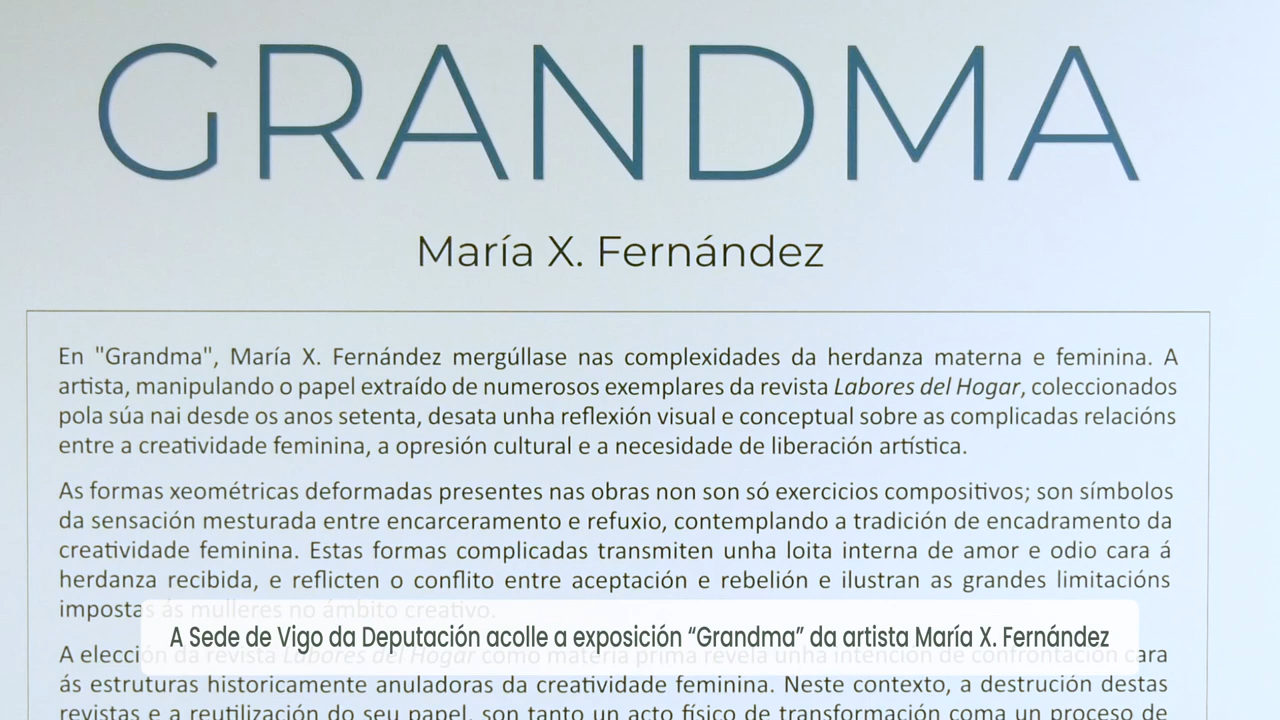 GRANDMA
María X. Fernández
En "Grandma", María X. Fernández mergúllase nas complexidades da herdanza materna e feminina. A
artista, manipulando o papel extraído de numerosos exemplares da revista Labores del Hogar, coleccionados
pola súa nai desde os anos setenta, desata unha reflexión visual e conceptual sobre as complicadas relacións
entre a creatividade feminina, a opresión cultural e a necesidade de liberación artística.
As formas xeométricas deformadas presentes nas obras non son só exercicios compositivos; son símbolos
da sensación mesturada entre encarceramento e refuxio, contemplando a tradición de encadramento da
creatividade feminina. Estas formas complicadas transmiten unha loita interna de amor e odio cara á
herdanza recibida, e reflicten o conflito entre aceptación e rebelión e ilustran as grandes limitacións
impostas ás mulleres no ámbito creativo.
A Sede de Vigo da Deputación acolle a exposición “Grandma” da artista María X. Fernández
A elección da revista Labores del Hogar como materia prima revela unha intención de confrontación cara
ás estruturas historicamente anuladoras da creatividade feminina. Neste contexto, a destrución destas
revistas e a reutilización do seu papel, son tanto un acto físico de transformación coma un proceso de